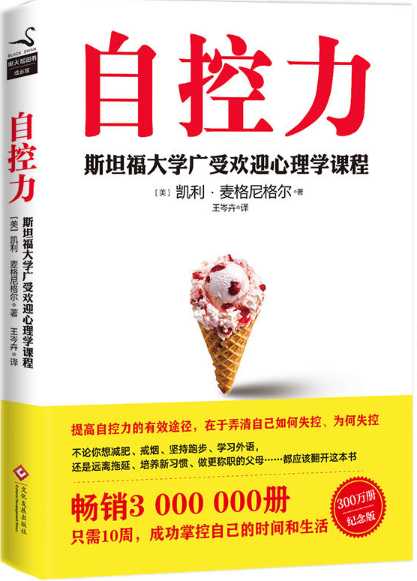 自控力
斯坦福大学广受欢迎心理学课程
[美] 凯利·麦格尼格尔◎著
王岑卉◎译
提高自控力的有效途径，在于弄清自己如何失控、为何失控
不论你想减肥、戒烟、坚持跑步、学习外语，
还是远离拖延、培养新习惯、做更称职的父母……都应该翻开这本书
畅销3 000 000册
只需10周，成功掌控自己的时间和生活
300万册
纪念版
自控力
斯坦福大学广受欢迎心理学课程
[美] 凯利·麦格尼格尔◎著
王岑卉◎译
文化发展出版社